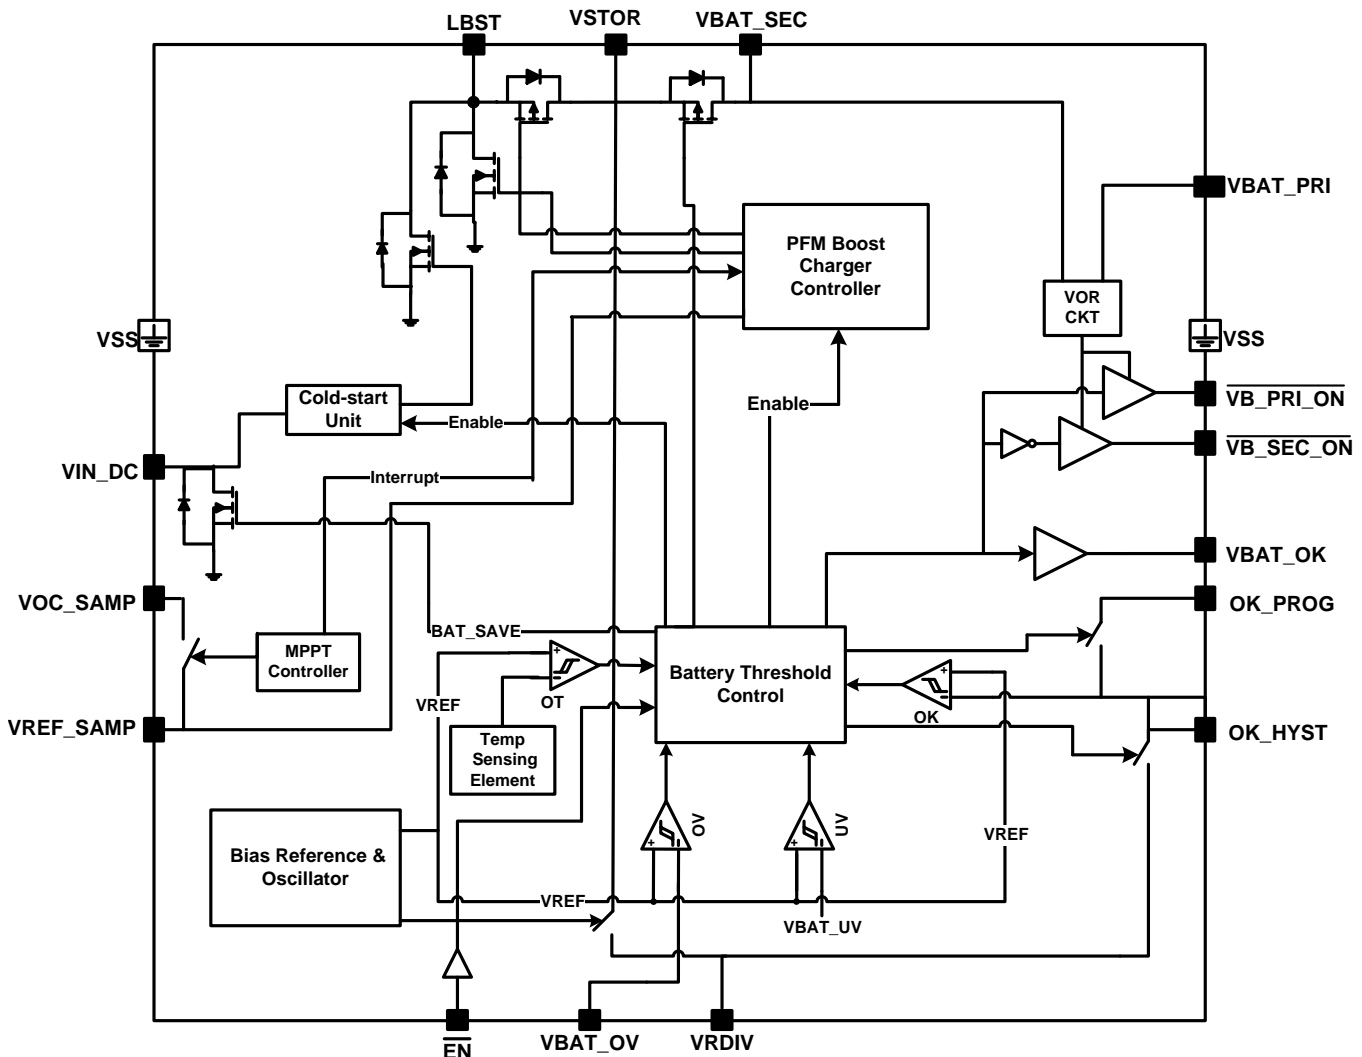 LBST
VSTOR
VBAT_SEC
VBAT_PRI
PFM Boost
Charger
Controller
VOR
CKT
VSS
VSS
Cold-start
Unit
Enable
Enable
VB_PRI_ON
VB_SEC_ON
VIN_DC
Interrupt
VBAT_OK
VOC_SAMP
OK_PROG
MPPT
Controller
BAT_SAVE
+
-
OT
Battery Threshold
Control
+
-
OK
VREF
VREF_SAMP
OK_HYST
Temp
Sensing
Element
Bias Reference &
Oscillator
+
-
OV
+
-
UV
VREF
VREF
VBAT_UV
EN
VBAT_OV
VRDIV